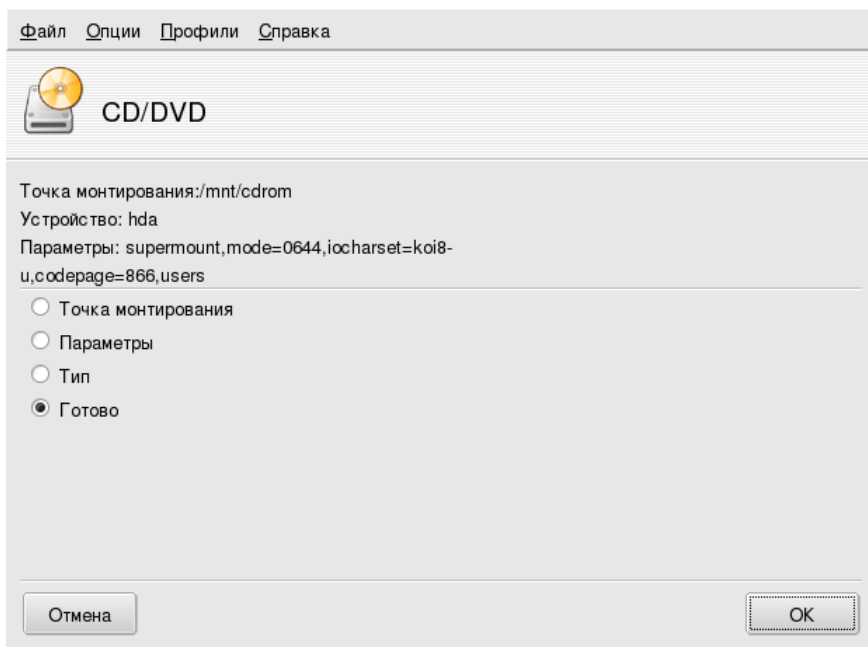 Файл Опции Профили Справка
CD/DVD
Точка монтирования:/mnt/cdrom
Устройство: hda
Параметры: supermount,mode=0644,iocharset=koi8-
u,codepage=866,users
Точка монтирования
Параметры
Тип
Готово
Отмена OK